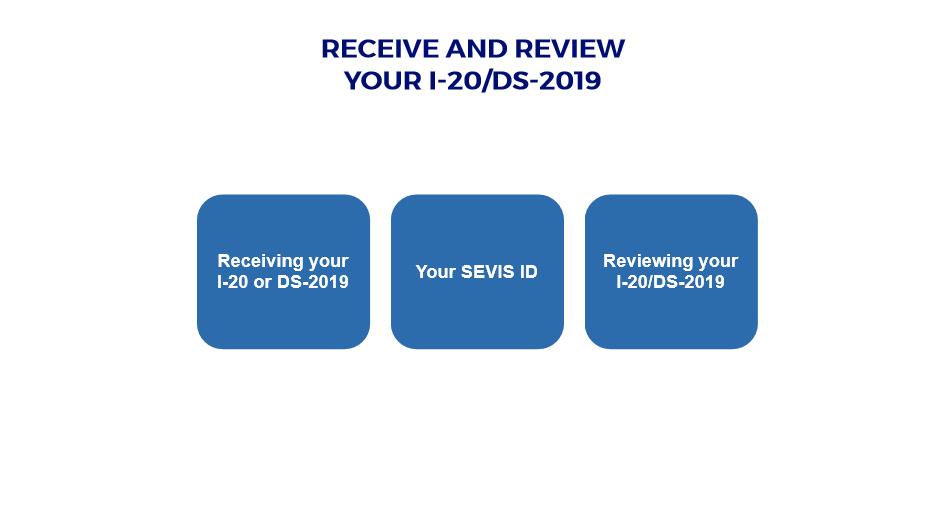 RECEIVE AND REVIEW
YOUR I-20/DS-2019
Receiving your
I-20 or DS-2019
Your SEVIS ID
Reviewing your
I-20/DS-2019